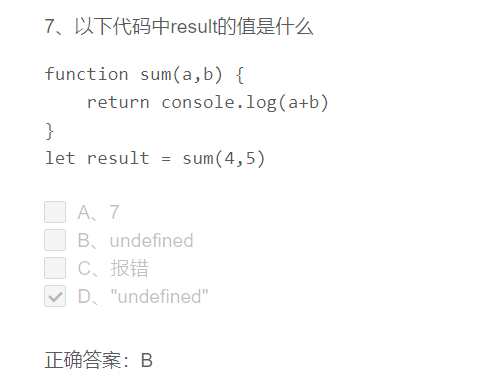 7、以下代码中result的值是什么
function sum(a,b) {
    return console.log(a+b)
}
let result = sum(4,5)
A、7
B、undefined
C、报错
D、"undefined"
正确答案：B